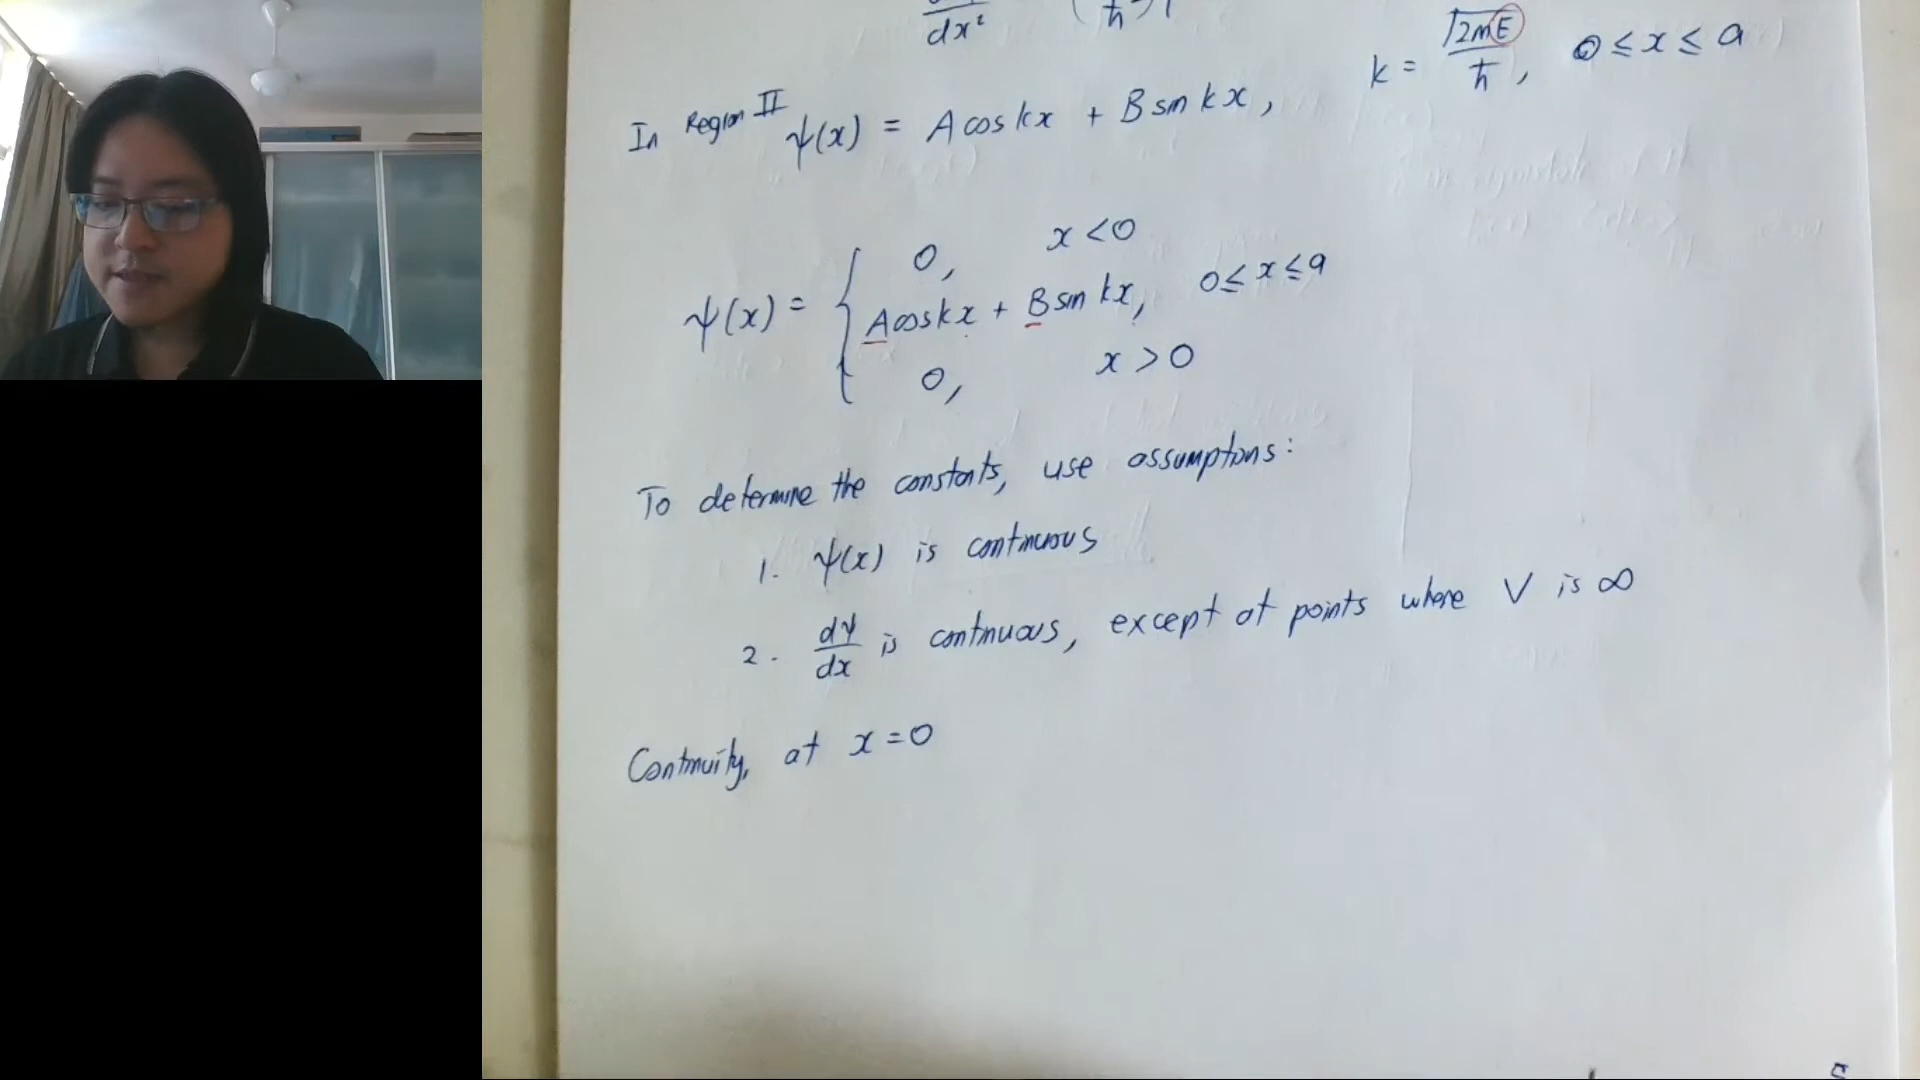 dx²
ħ
k = √2mE / ħ , 0 ≤ x ≤ a
In Region II ψ(x) = A cos kx + B sin kx ,
0, x < 0
ψ(x) = { A cos kx + B sin kx, 0 ≤ x ≤ a
0, x > 0
To determine the constants, use assumptions:
1. ψ(x) is continuous
2. dψ/dx is continuous, except at points where V is ∞
Continuity, at x = 0